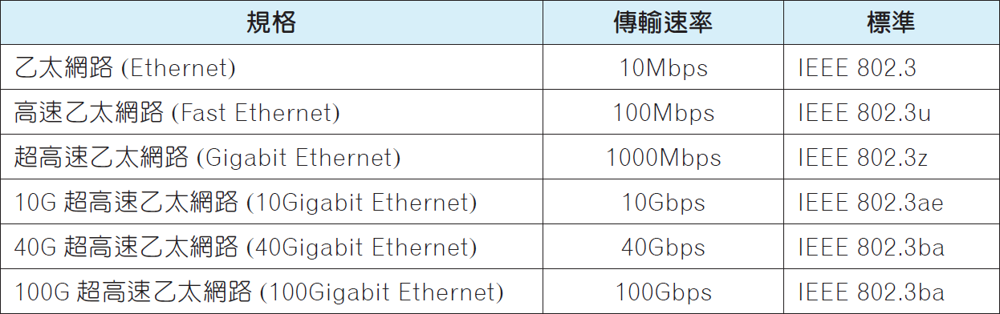 規格 傳輸速率 標準
乙太網路 (Ethernet) 10Mbps IEEE 802.3
高速乙太網路 (Fast Ethernet) 100Mbps IEEE 802.3u
超高速乙太網路 (Gigabit Ethernet) 1000Mbps IEEE 802.3z
10G 超高速乙太網路 (10Gigabit Ethernet) 10Gbps IEEE 802.3ae
40G 超高速乙太網路 (40Gigabit Ethernet) 40Gbps IEEE 802.3ba
100G 超高速乙太網路 (100Gigabit Ethernet) 100Gbps IEEE 802.3ba